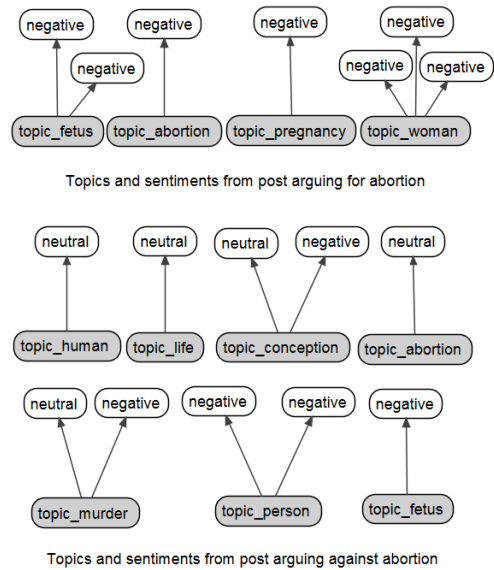 negative
negative
negative
negative
negative
negative
negative
negative
topic_fetus
topic_abortion
topic_pregnancy
topic_woman
Topics and sentiments from post arguing for abortion
neutral
neutral
neutral
negative
neutral
topic_human
topic_life
topic_conception
topic_abortion
neutral
negative
negative
negative
negative
topic_murder
topic_person
topic_fetus
Topics and sentiments from post arguing against abortion